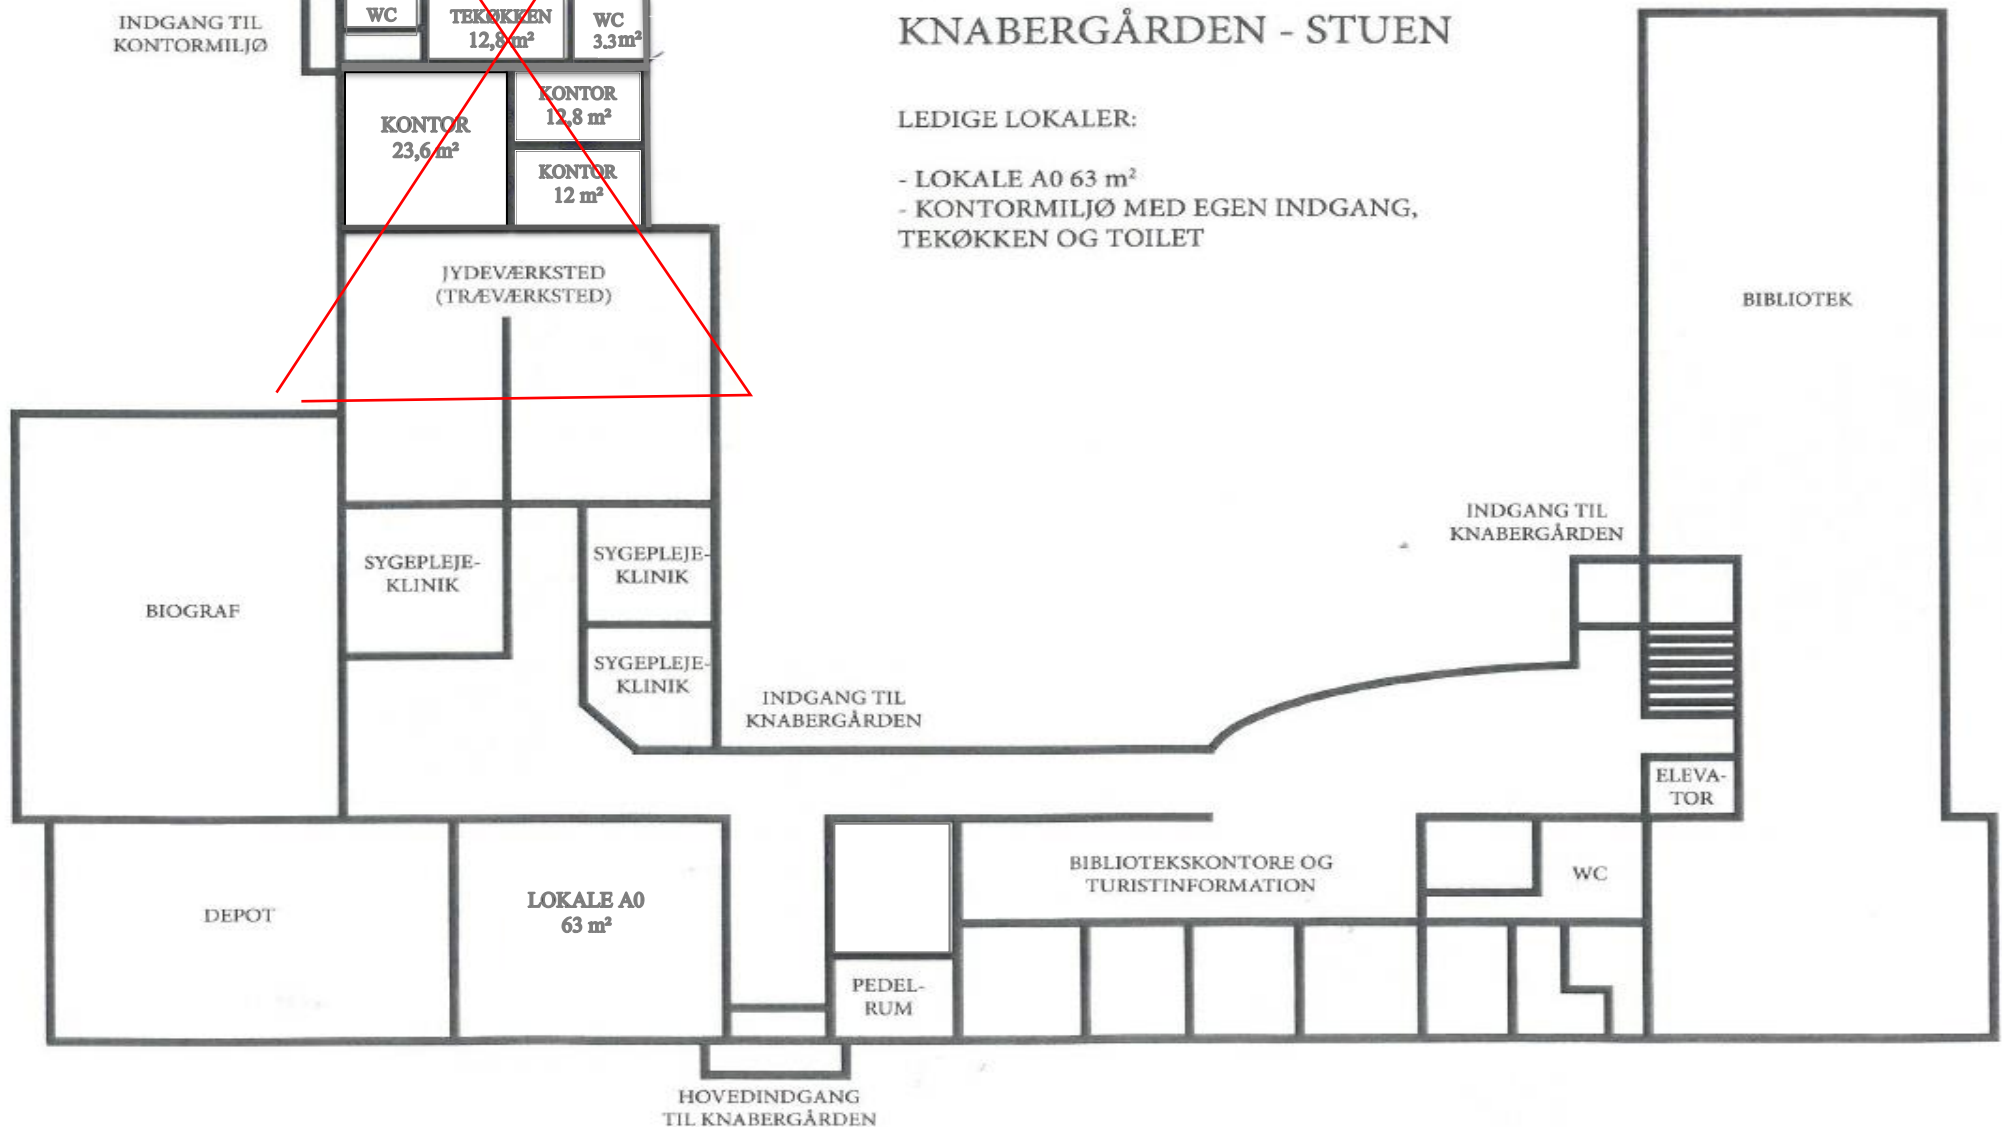 INDGANG TIL
KONTORMILJØ
WC
TEKØKKEN
12,8 m²
WC
3.3m²
KNABERGÅRDEN - STUEN
KONTOR
23,6 m²
KONTOR
12,8 m²
KONTOR
12 m²
LEDIGE LOKALER:
- LOKALE A0 63 m²
- KONTORMILJØ MED EGEN INDGANG,
TEKØKKEN OG TOILET
JYDEVÆRKSTED
(TRÆVÆRKSTED)
BIBLIOTEK
INDGANG TIL
KNABERGÅRDEN
SYGEPLEJE-
KLINIK
SYGEPLEJE-
KLINIK
BIOGRAF
SYGEPLEJE-
KLINIK
INDGANG TIL
KNABERGÅRDEN
ELEVA-
TOR
BIBLIOTEKSKONTORE OG
TURISTINFORMATION
WC
DEPOT
LOKALE A0
63 m²
PEDEL-
RUM
HOVEDINDGANG
TIL KNABERGÅRDEN